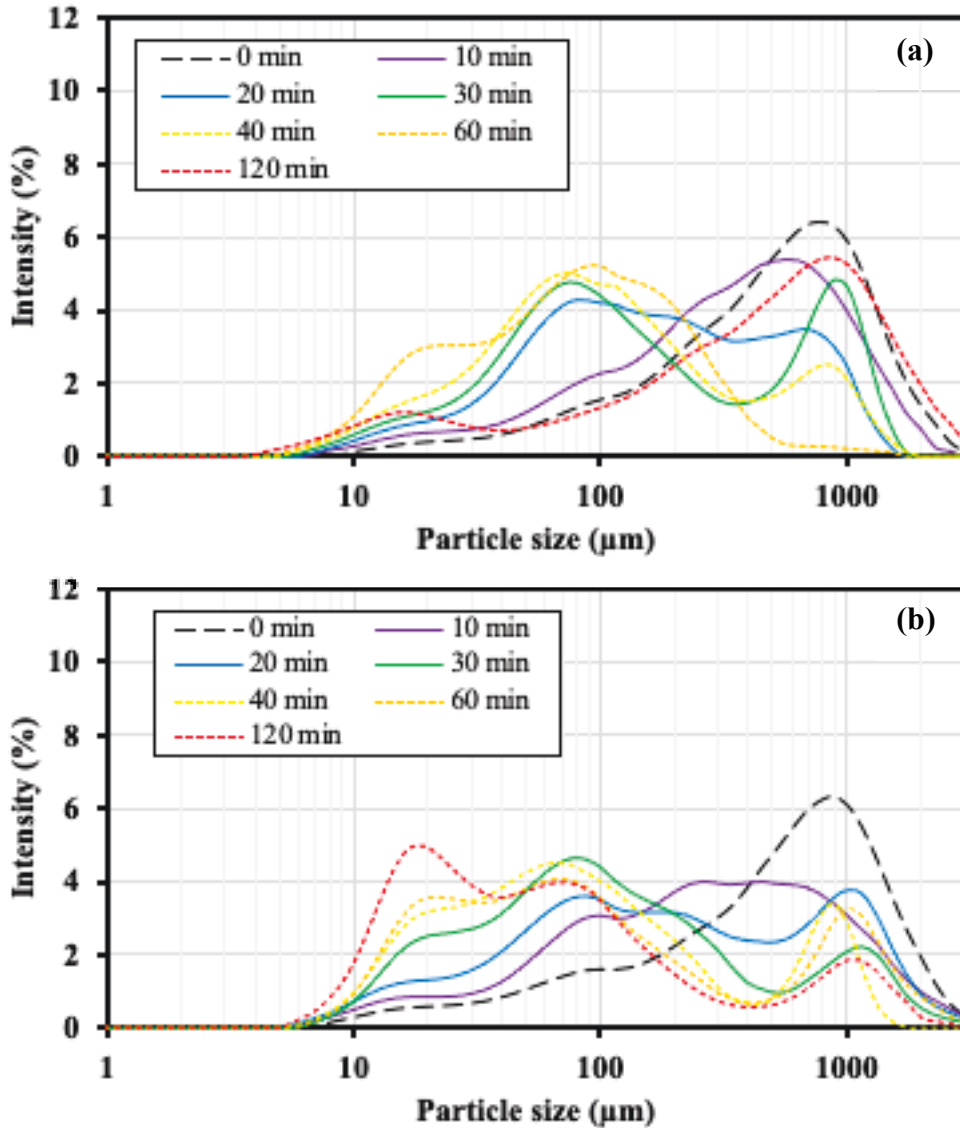 12
10
8
6
4
2
0
Intensity (%)
(a)
0 min 10 min
20 min 30 min
40 min 60 min
120 min
1 10 100 1000
Particle size (µm)
12
10
8
6
4
2
0
Intensity (%)
(b)
0 min 10 min
20 min 30 min
40 min 60 min
120 min
1 10 100 1000
Particle size (µm)